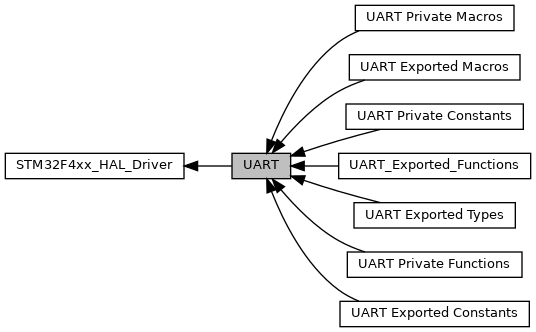 UART Private Macros
UART Exported Macros
UART Private Constants
STM32F4xx_HAL_Driver
UART
UART_Exported_Functions
UART Exported Types
UART Private Functions
UART Exported Constants